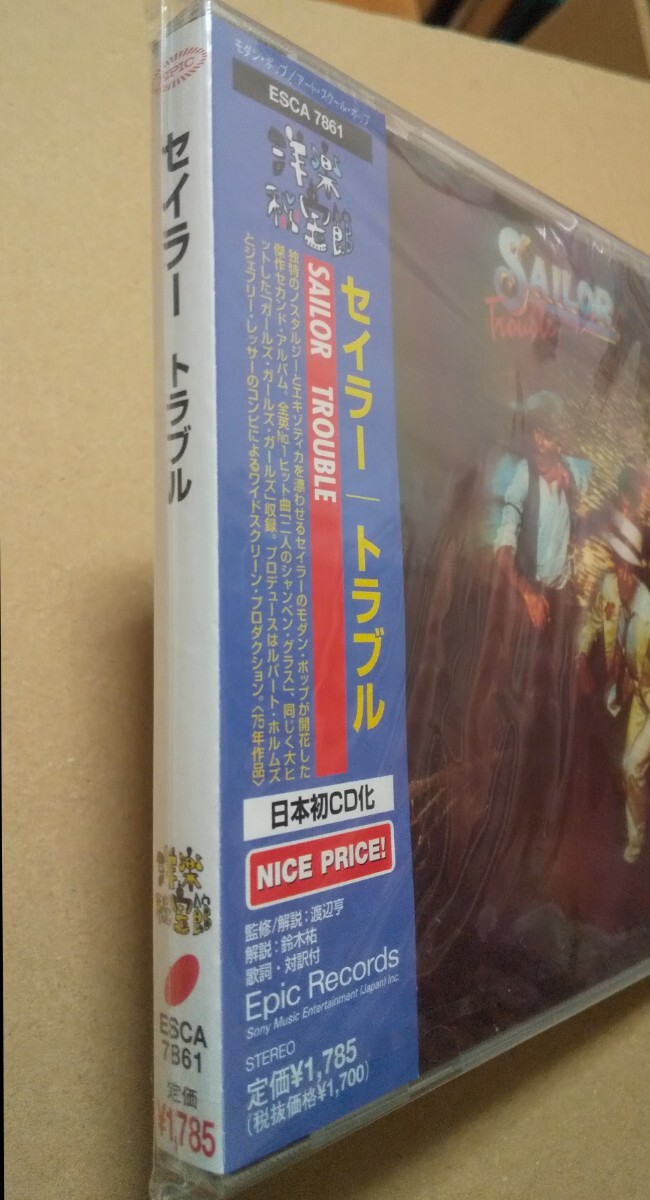 EPIC
セイラー トラブル
洋楽
秘宝館
ESCA
7861
定価
¥1,785
モダン・ポップ/アート・スクール・ポップ
ESCA 7861
洋楽
秘宝館
セイラー|トラブル
SAILOR TROUBLE
独特のノスタルジーとエキゾティカを漂わせるセイラーのモダン・ポップが開花した
傑作セカンド・アルバム。全英No.1ヒット曲「二人のシャンペン・グラス」、同じく大ヒ
ットした「ガールズ・ガールズ・ガールズ」収録。プロデュースはルパート・ホルムズ
とジェフリー・レッサーのコンビによるワイドスクリーン・プロダクション。〈75年作品〉
日本初CD化
NICE PRICE!
監修/解説:渡辺亨
解説:鈴木祐
歌詞・対訳付
Epic Records
Sony Music Entertainment (Japan) Inc.
STEREO
定価¥1,785
(税抜価格¥1,700)
SAILOR
Trouble